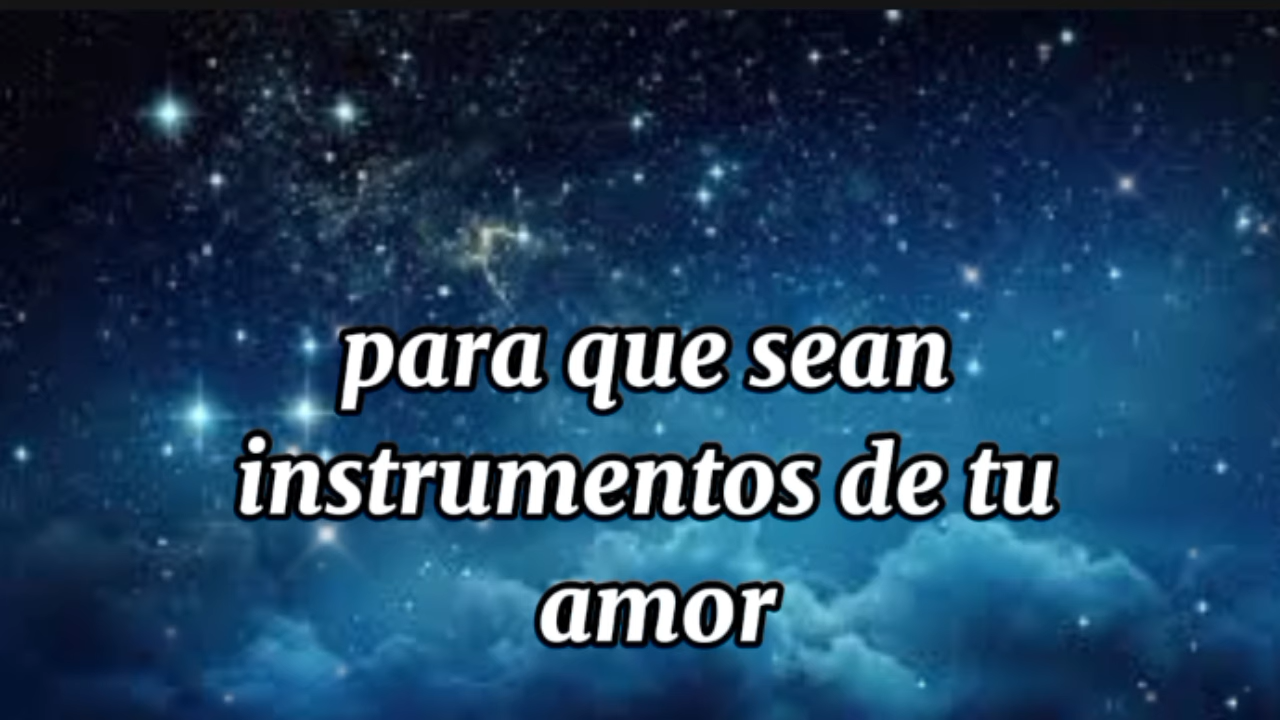 para que sean
instrumentos de tu
amor